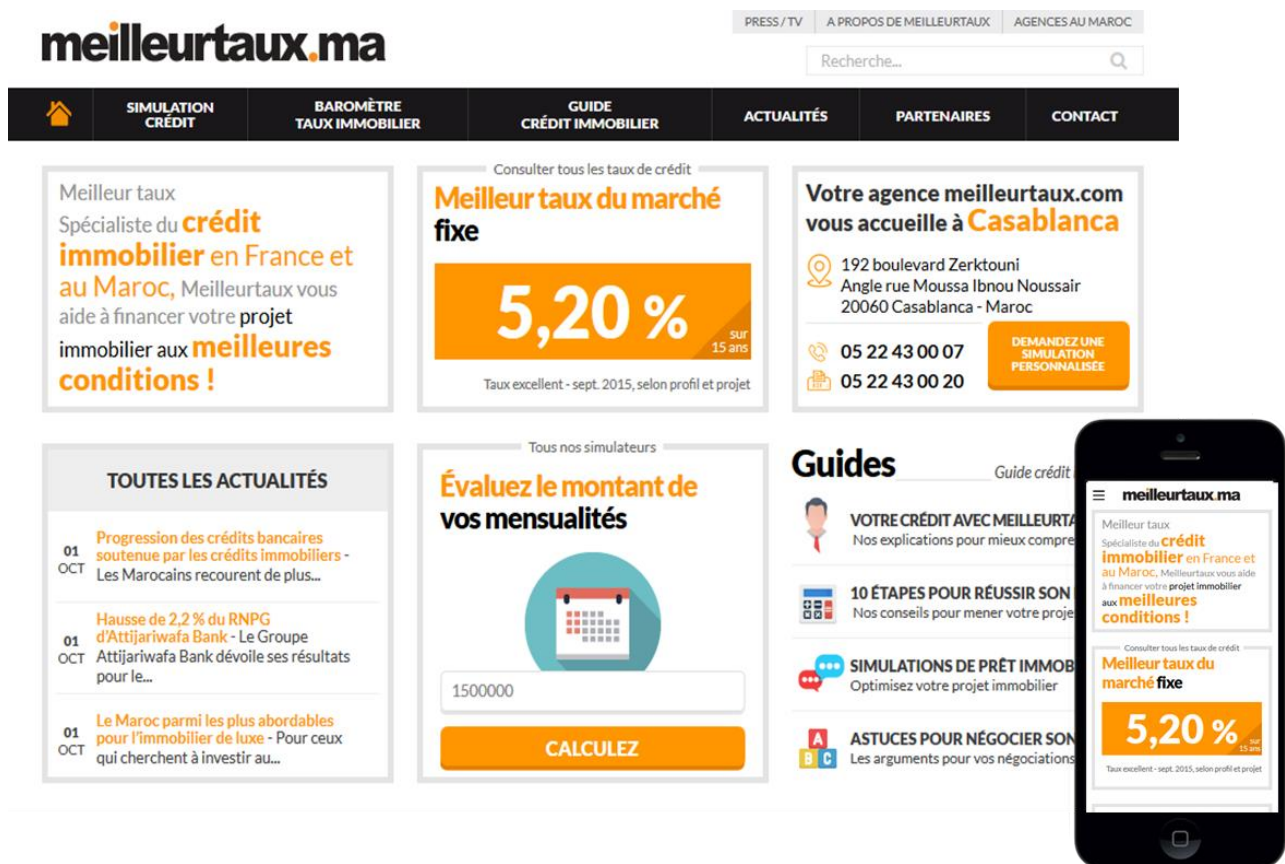 meilleurtaux.ma
PRESS / TV
A PROPOS DE MEILLEURTAUX
AGENCES AU MAROC
Recherche...
SIMULATION
CRÉDIT
BAROMÈTRE
TAUX IMMOBILIER
GUIDE
CRÉDIT IMMOBILIER
ACTUALITÉS
PARTENAIRES
CONTACT
Meilleur taux
Spécialiste du crédit
immobilier en France et
au Maroc, Meilleurtaux vous
aide à financer votre projet
immobilier aux meilleures
conditions !
Consulter tous les taux de crédit
Meilleur taux du marché
fixe
5,20 %
sur
15 ans
Taux excellent - sept. 2015, selon profil et projet
Votre agence meilleurtaux.com
vous accueille à Casablanca
192 boulevard Zerktouni
Angle rue Moussa Ibnou Noussair
20060 Casablanca - Maroc
05 22 43 00 07
05 22 43 00 20
DEMANDEZ UNE
SIMULATION
PERSONNALISÉE
TOUTES LES ACTUALITÉS
01
OCT
Progression des crédits bancaires
soutenue par les crédits immobiliers -
Les Marocains recourent de plus...
01
OCT
Hausse de 2,2 % du RNPG
d'Attijariwafa Bank - Le Groupe
Attijariwafa Bank dévoile ses résultats
pour le...
01
OCT
Le Maroc parmi les plus abordables
pour l'immobilier de luxe - Pour ceux
qui cherchent à investir au...
Tous nos simulateurs
Évaluez le montant de
vos mensualités
1500000
CALCULEZ
Guides
Guide crédit
VOTRE CRÉDIT AVEC MEILLEURTA
Nos explications pour mieux compre
10 ÉTAPES POUR RÉUSSIR SON
Nos conseils pour mener votre proje
SIMULATIONS DE PRÊT IMMOB
Optimisez votre projet immobilier
ASTUCES POUR NÉGOCIER SON
Les arguments pour vos négociations
A
B C
meilleurtaux.ma
Meilleur taux
Spécialiste du crédit
immobilier en France et
au Maroc, Meilleurtaux vous aide
à financer votre projet immobilier
aux meilleures
conditions !
Consulter tous les taux de crédit
Meilleur taux du
marché fixe
5,20 %
sur
15 ans
Taux excellent - sept. 2015, selon profil et projet